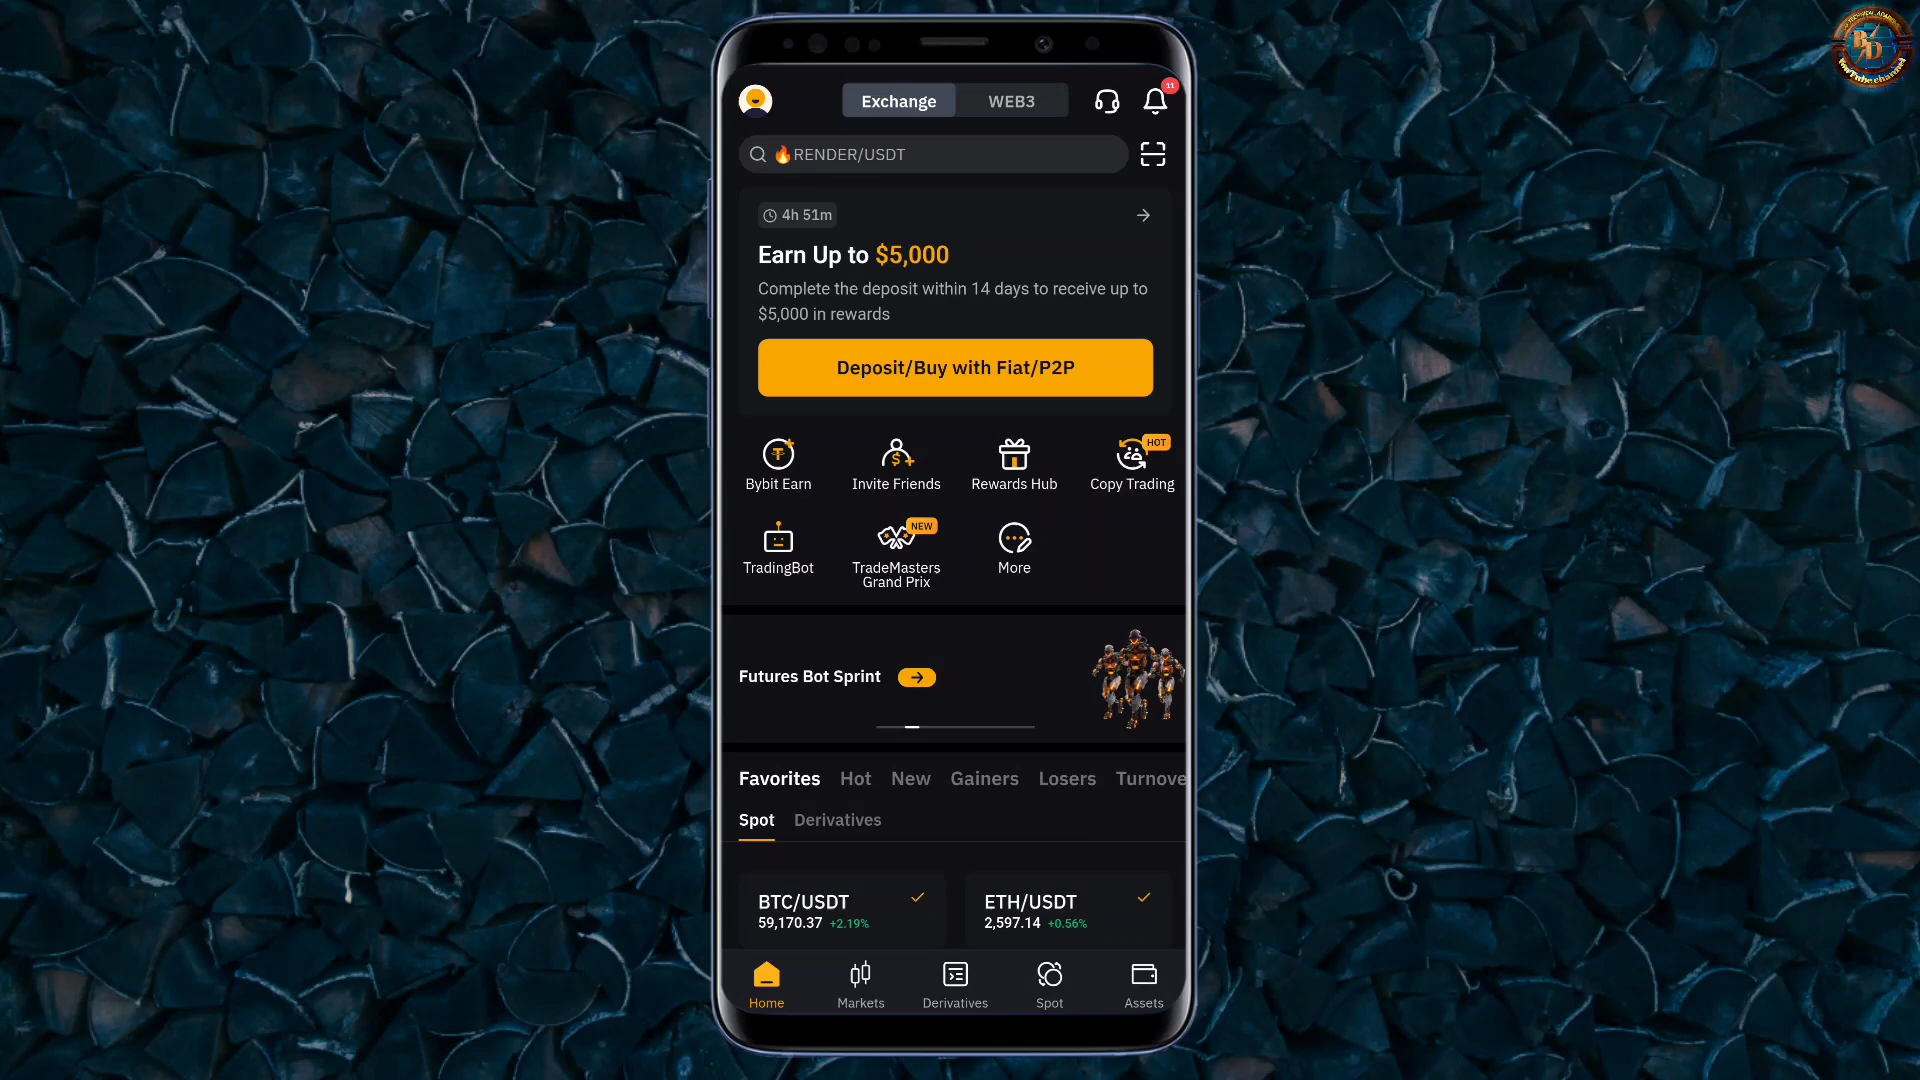 Exchange WEB3 11
🔥RENDER/USDT
4h 51m
Earn Up to $5,000
Complete the deposit within 14 days to receive up to
$5,000 in rewards
Deposit/Buy with Fiat/P2P
HOT
Bybit Earn Invite Friends Rewards Hub Copy Trading
NEW
TradingBot TradeMasters More
Grand Prix
Futures Bot Sprint
Favorites Hot New Gainers Losers Turnove
Spot Derivatives
BTC/USDT ETH/USDT
59,170.37 +2.19% 2,597.14 +0.56%
Home Markets Derivatives Spot Assets
YouTube channel